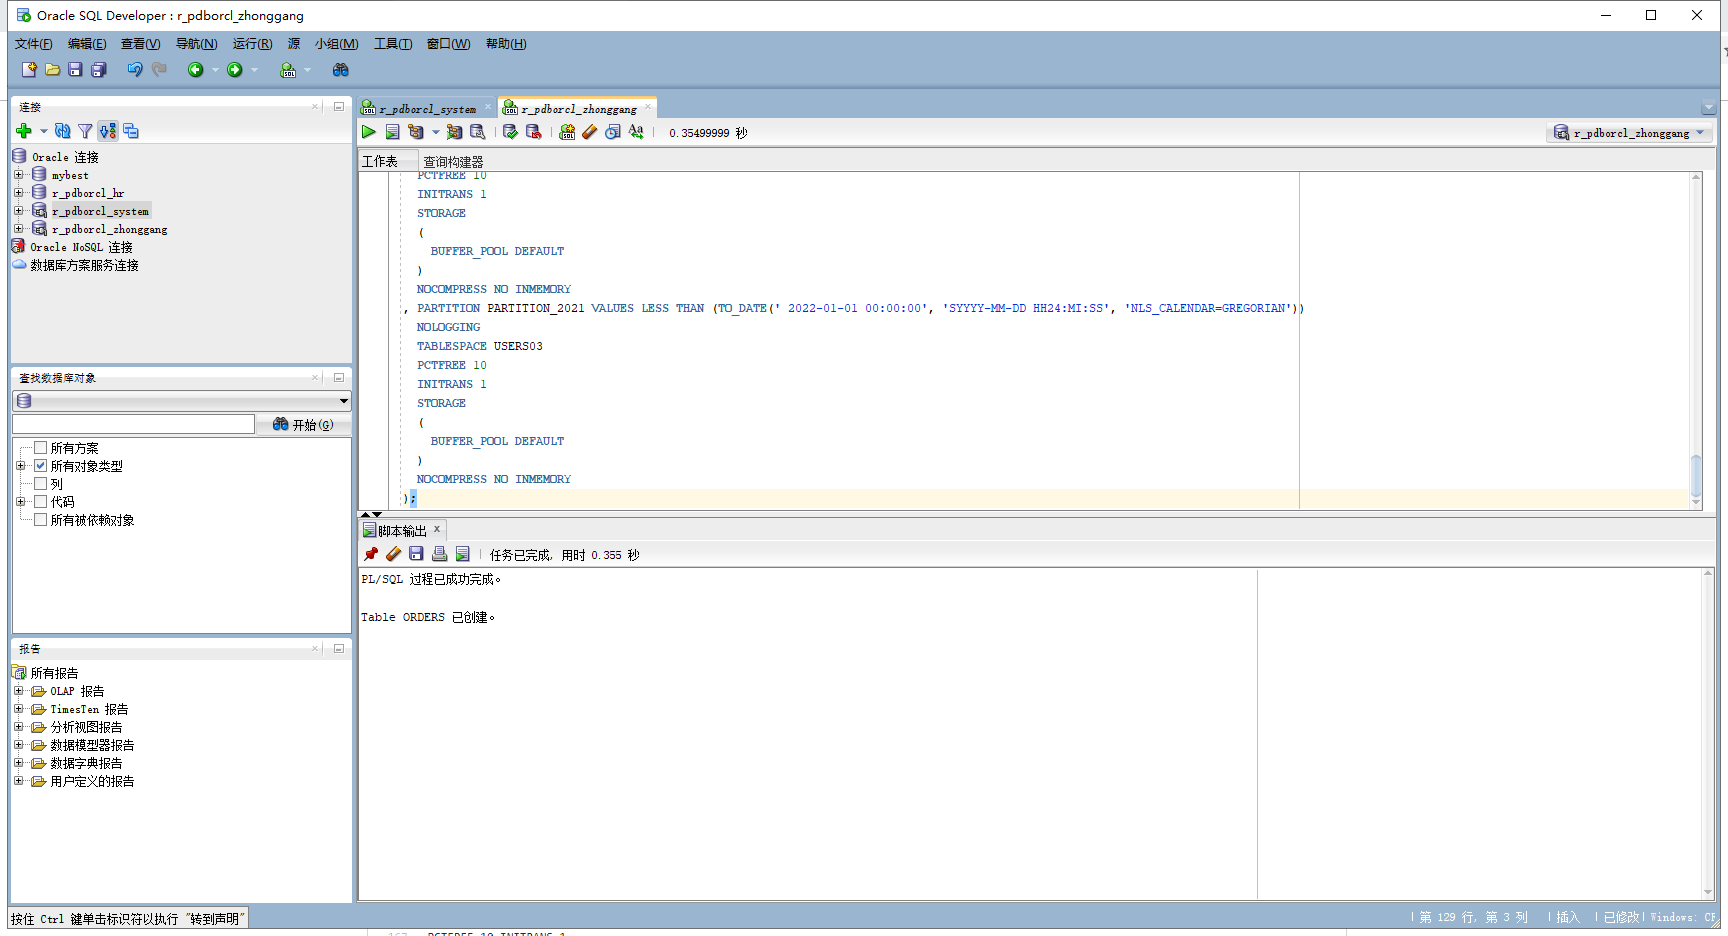 Oracle SQL Developer : r_pdborcl_zhonggang
文件(F) 编辑(E) 查看(V) 导航(N) 运行(R) 源 小组(M) 工具(T) 窗口(W) 帮助(H)
连接
Oracle 连接
mybest
r_pdborcl_hr
r_pdborcl_system
r_pdborcl_zhonggang
Oracle NoSQL 连接
数据库方案服务连接
查找数据库对象
开始(G)
所有方案
所有对象类型
列
代码
所有被依赖对象
报告
所有报告
OLAP 报告
TimesTen 报告
分析视图报告
数据模型器报告
数据字典报告
用户定义的报告
r_pdborcl_system r_pdborcl_zhonggang
0.35499999 秒
r_pdborcl_zhonggang
工作表 查询构建器
PCTFREE 10
INITRANS 1
STORAGE
(
BUFFER_POOL DEFAULT
)
NOCOMPRESS NO INMEMORY
, PARTITION PARTITION_2021 VALUES LESS THAN (TO_DATE(' 2022-01-01 00:00:00', 'SYYYY-MM-DD HH24:MI:SS', 'NLS_CALENDAR=GREGORIAN'))
NOLOGGING
TABLESPACE USERS03
PCTFREE 10
INITRANS 1
STORAGE
(
BUFFER_POOL DEFAULT
)
NOCOMPRESS NO INMEMORY
);
脚本输出
任务已完成, 用时 0.355 秒
PL/SQL 过程已成功完成。
Table ORDERS 已创建。
按住 Ctrl 键单击标识符以执行 "转到声明"
第 129 行, 第 3 列 插入 已修改 Windows: CF